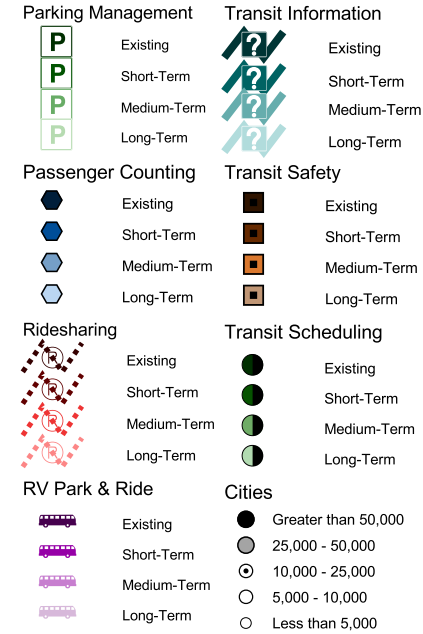 Parking Management
P Existing
P Short-Term
P Medium-Term
P Long-Term
Transit Information
? Existing
? Short-Term
? Medium-Term
? Long-Term
Passenger Counting
Existing
Short-Term
Medium-Term
Long-Term
Transit Safety
Existing
Short-Term
Medium-Term
Long-Term
Ridesharing
R Existing
R Short-Term
R Medium-Term
R Long-Term
Transit Scheduling
Existing
Short-Term
Medium-Term
Long-Term
RV Park & Ride
Existing
Short-Term
Medium-Term
Long-Term
Cities
Greater than 50,000
25,000 - 50,000
10,000 - 25,000
5,000 - 10,000
Less than 5,000